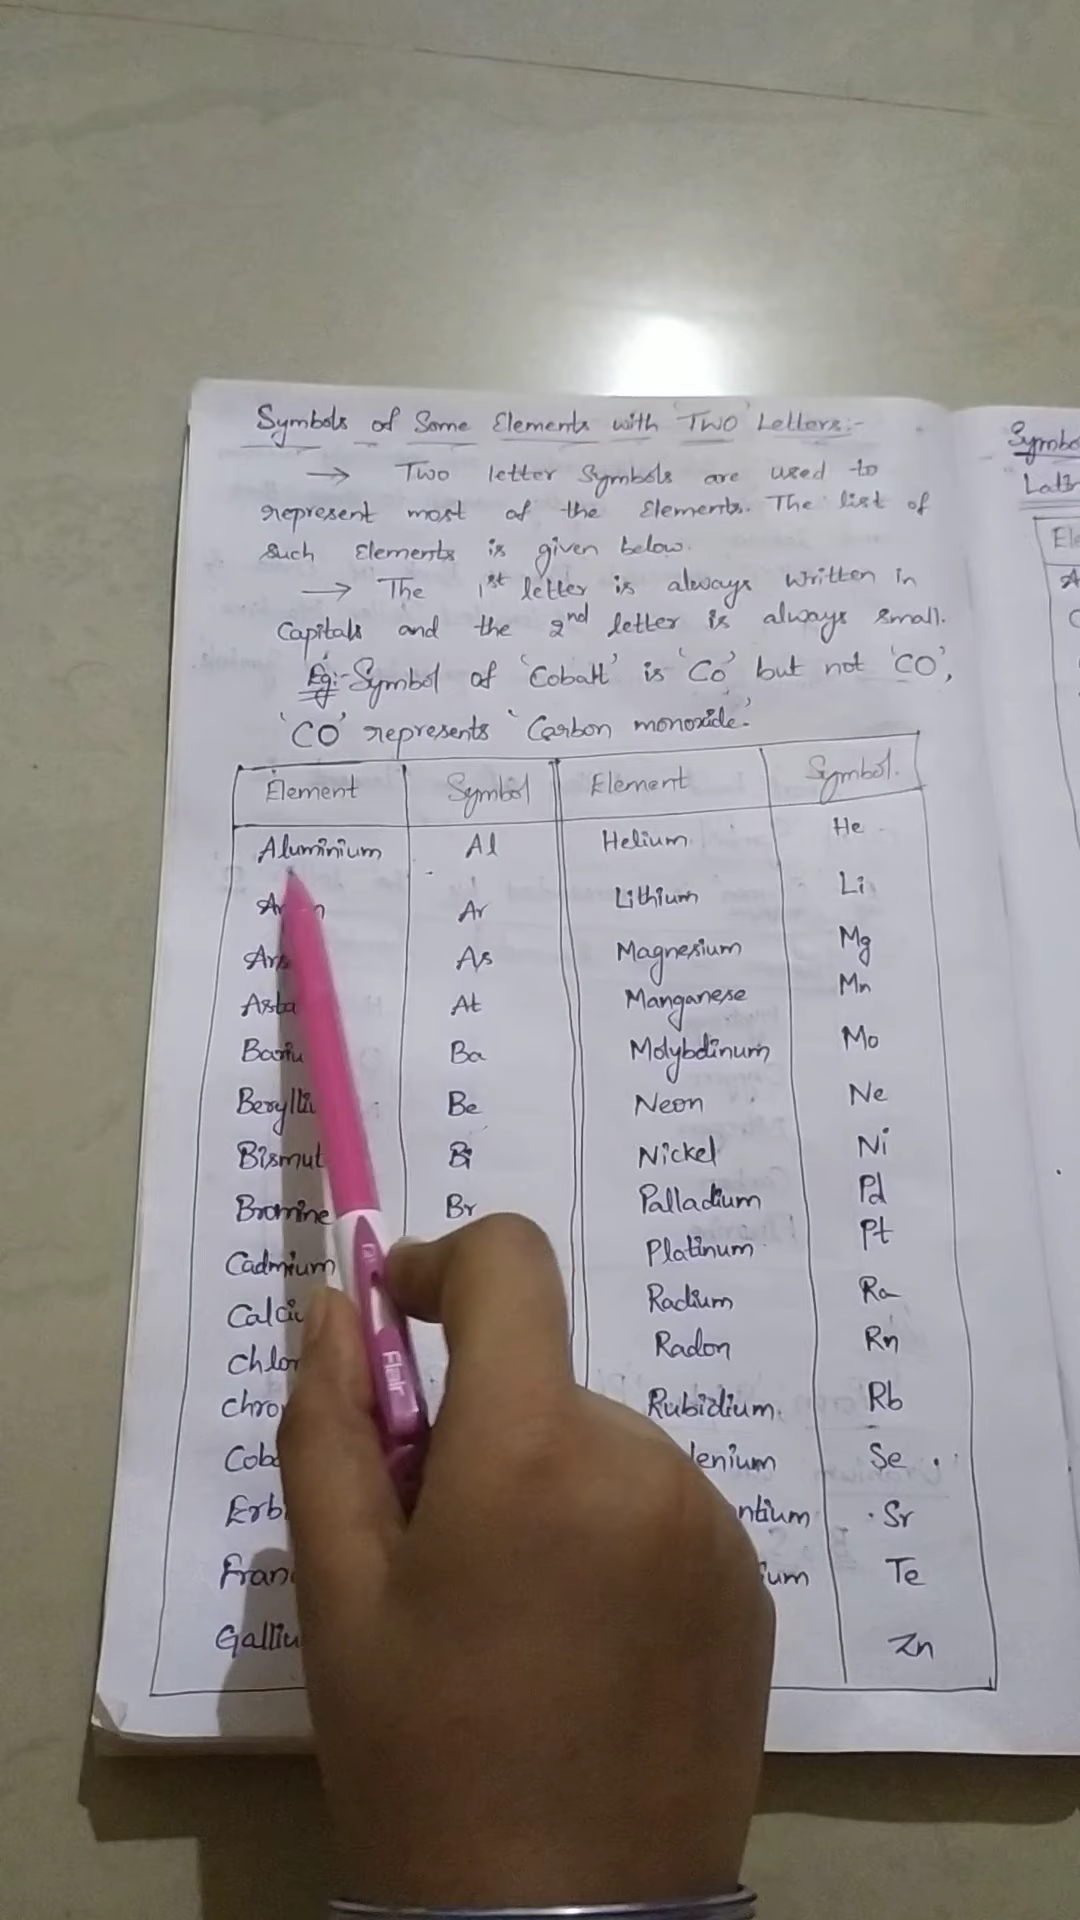 Symbols of Some Elements with 'TWO' Letters:-
→ Two letter Symbols are used to
represent most of the Elements. The list of
such Elements is given below.
→ The 1st letter is always written in
Capitals and the 2nd letter is always small.
Eg:- Symbol of 'Cobalt' is 'Co' but not 'CO',
'CO' represents 'Carbon monoxide'.
Element Symbol Element Symbol.
Aluminium Al Helium He
Ar Lithium Li
As Magnesium Mg
At Manganese Mn
Ba Molybdinum Mo
Be Neon Ne
Bi Nickel Ni
Bromine Br Palladium Pd
Cadmium Platinum Pt
Radium Ra
Radon Rn
Rubidium. Rb
Se
Sr
Te
Zn
Flair